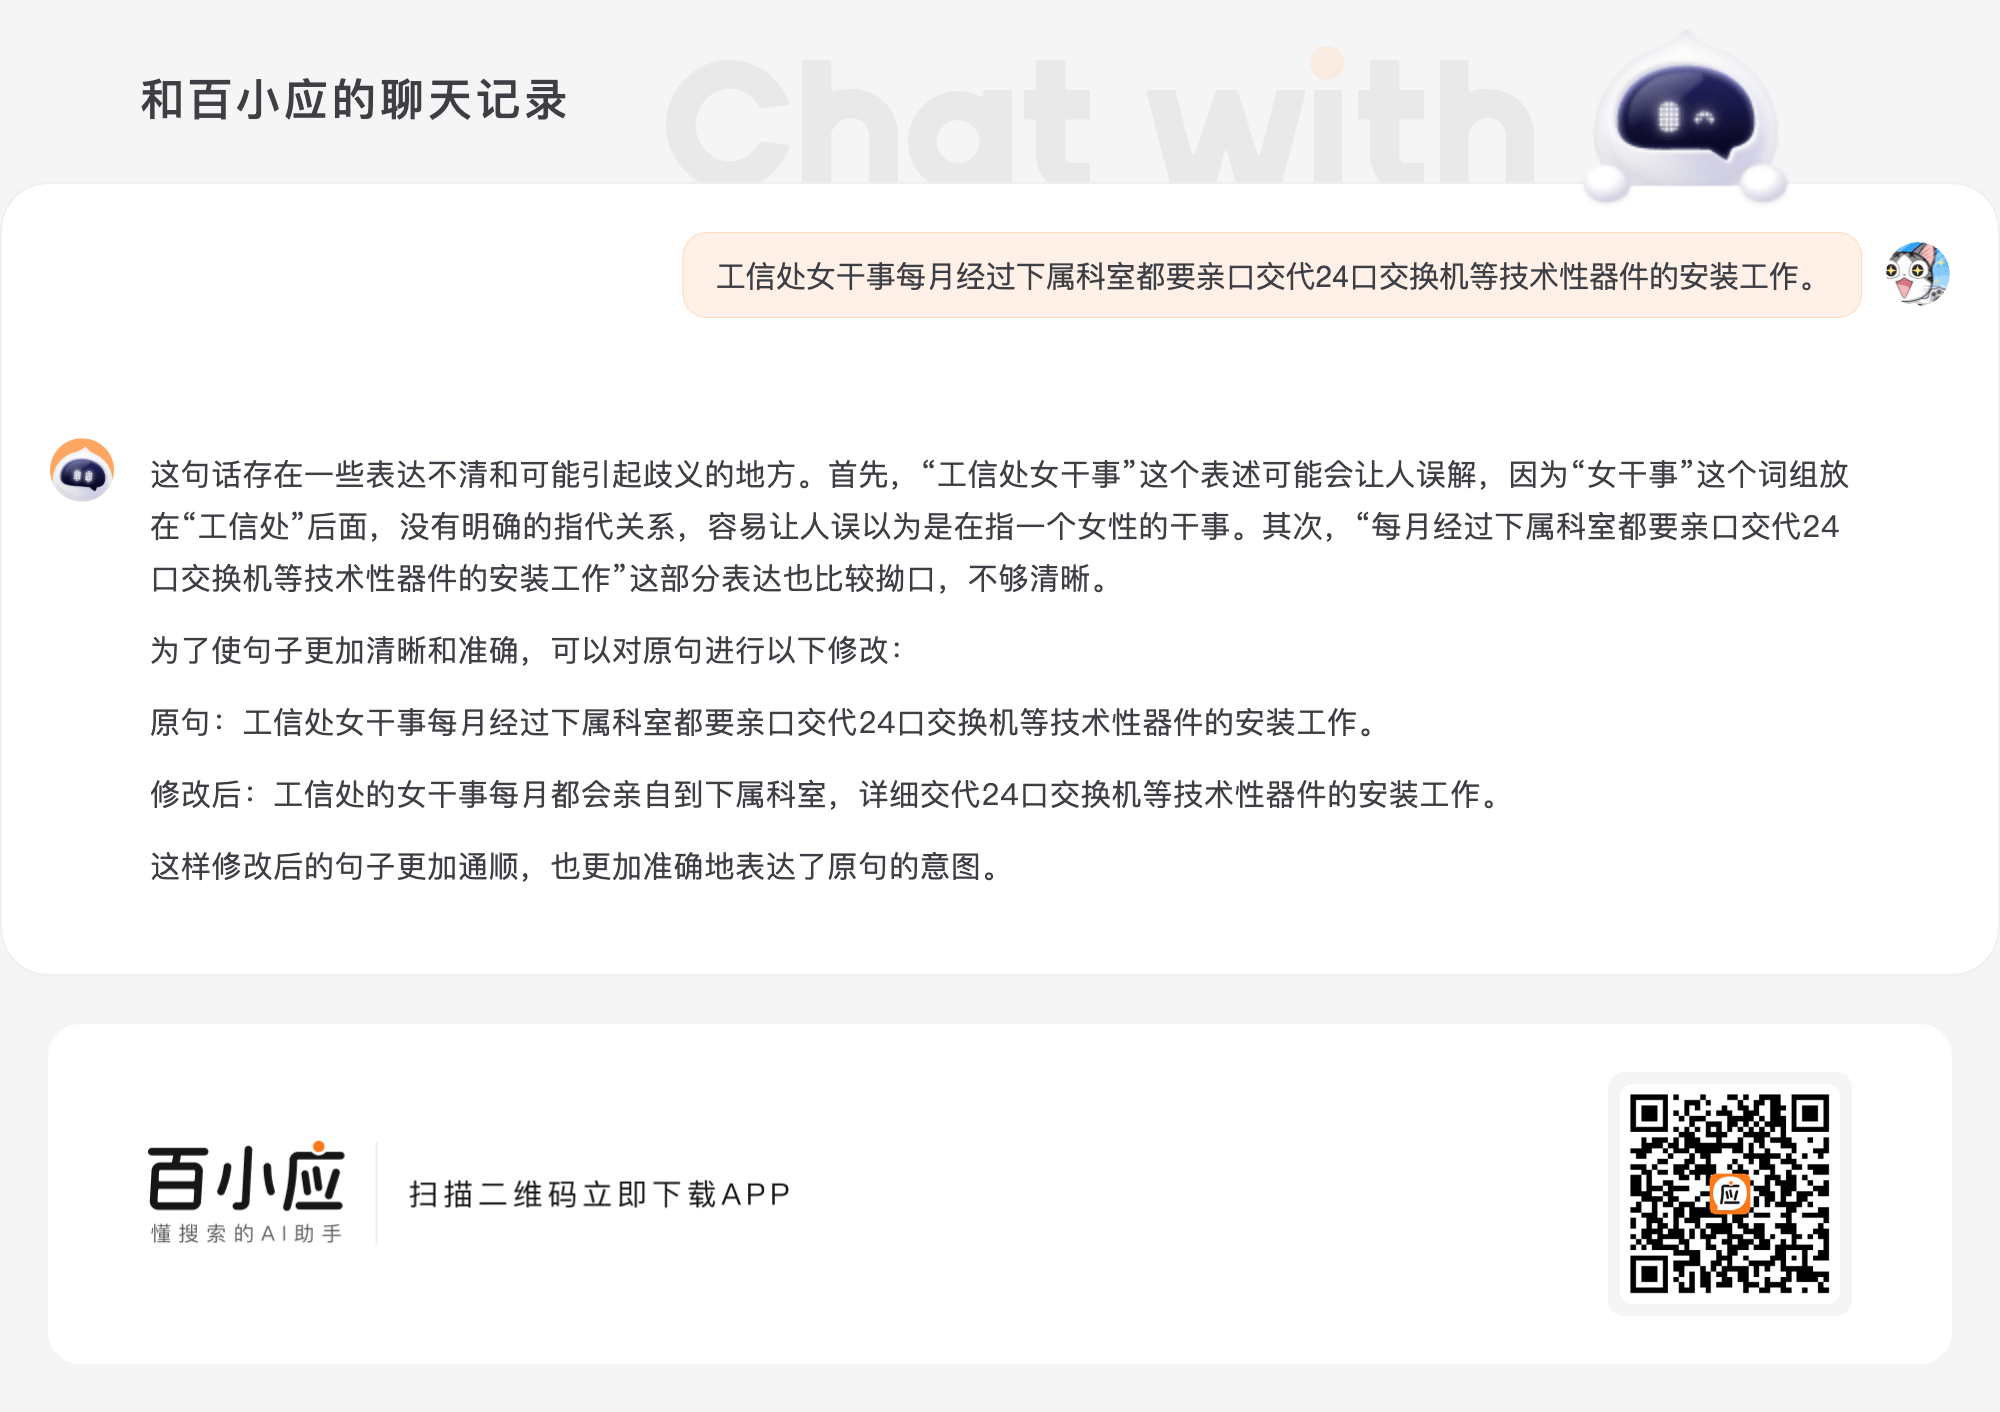 和百小应的聊天记录
Chat with
工信处女干事每月经过下属科室都要亲口交代24口交换机等技术性器件的安装工作。
这句话存在一些表达不清和可能引起歧义的地方。首先，“工信处女干事”这个表述可能会让人误解，因为“女干事”这个词组放
在“工信处”后面，没有明确的指代关系，容易让人误以为是在指一个女性的干事。其次，“每月经过下属科室都要亲口交代24
口交换机等技术性器件的安装工作”这部分表达也比较拗口，不够清晰。
为了使句子更加清晰和准确，可以对原句进行以下修改：
原句：工信处女干事每月经过下属科室都要亲口交代24口交换机等技术性器件的安装工作。
修改后：工信处的女干事每月都会亲自到下属科室，详细交代24口交换机等技术性器件的安装工作。
这样修改后的句子更加通顺，也更加准确地表达了原句的意图。
百小应
懂搜索的AI助手
扫描二维码立即下载APP
应